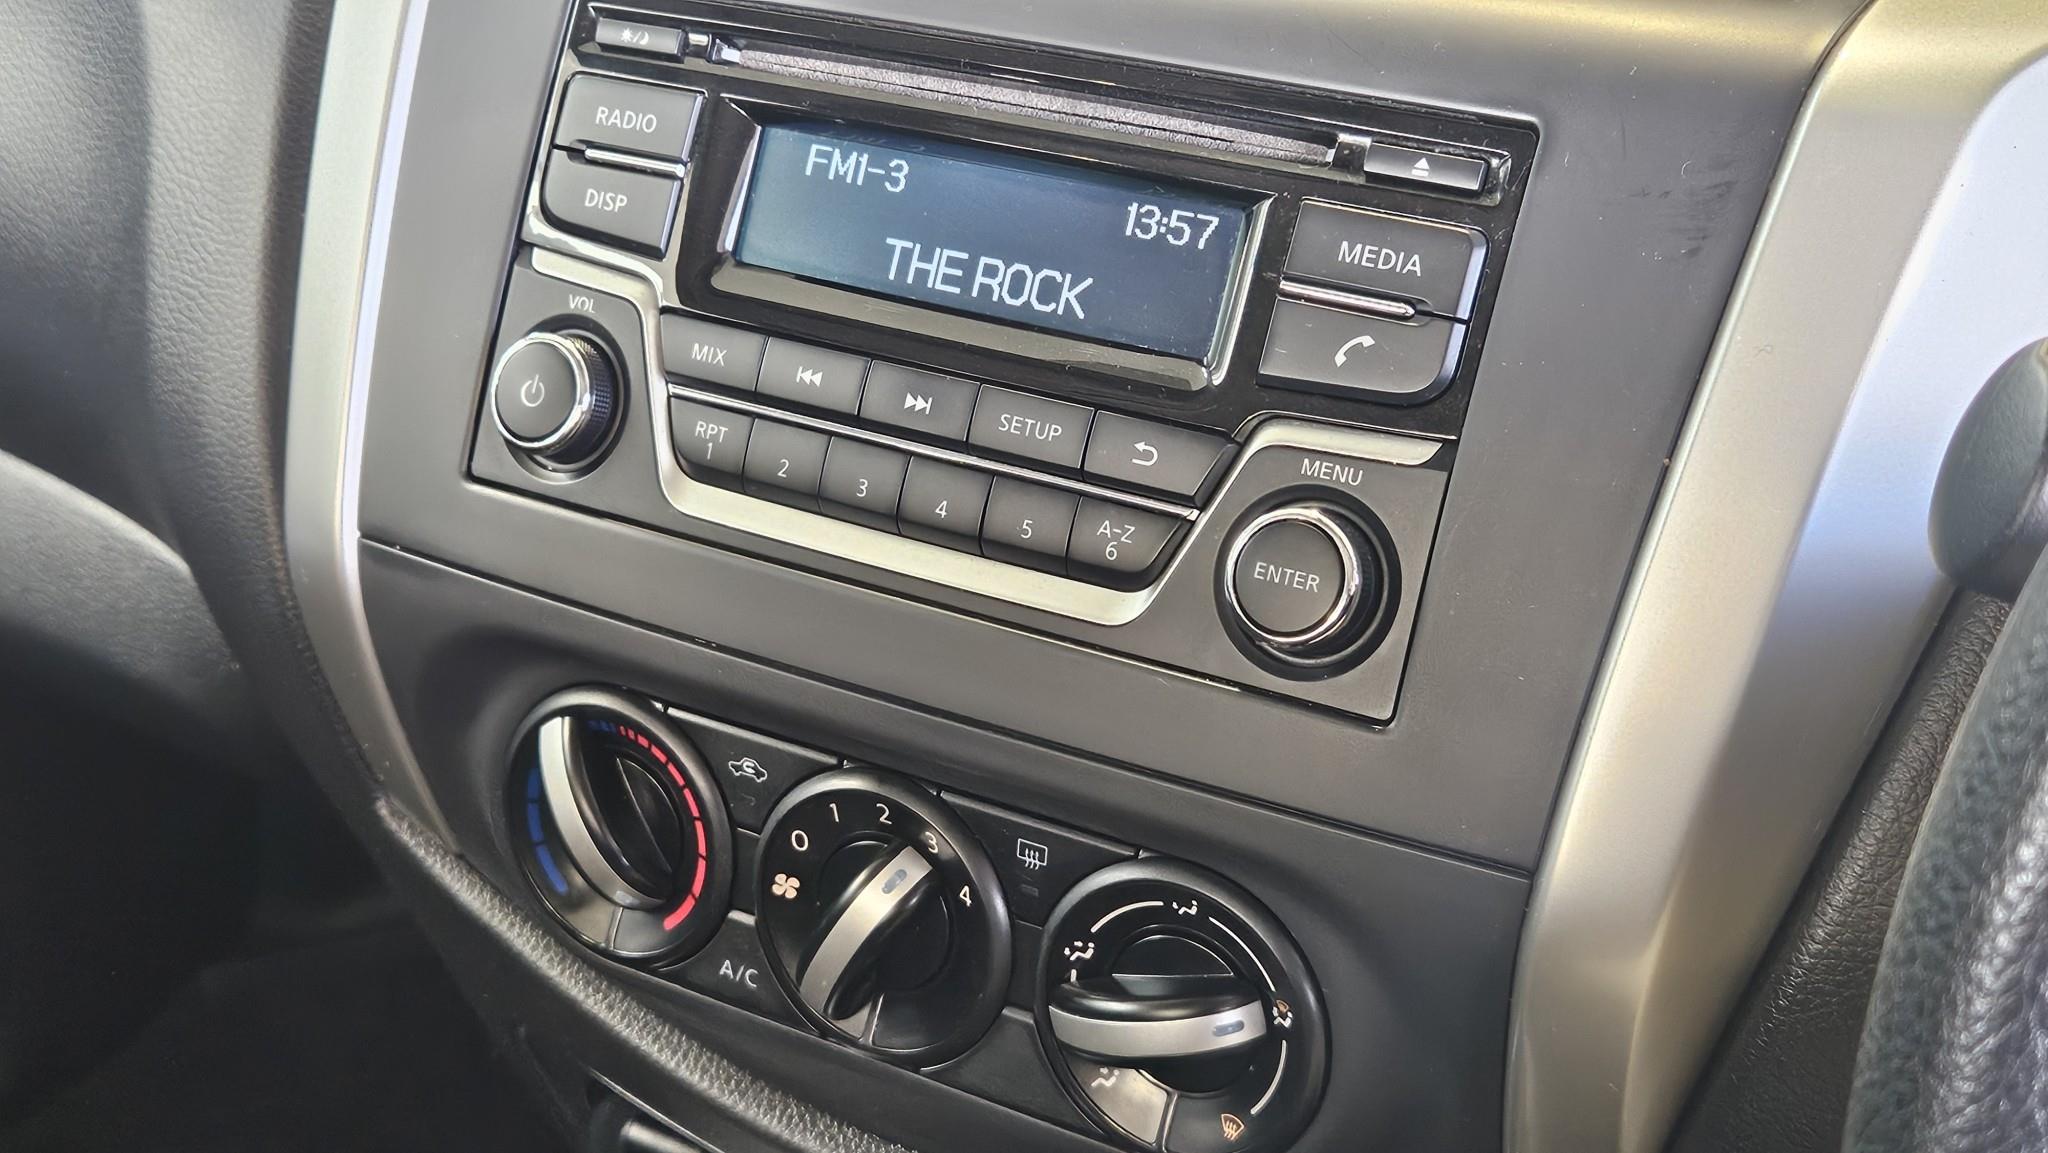 RADIO
DISP
FM1-3
13:57
THE ROCK
MEDIA
VOL
MIX
SETUP
RPT
1
2
3
4
5
A-Z
6
MENU
ENTER
0
1
2
3
4
A/C